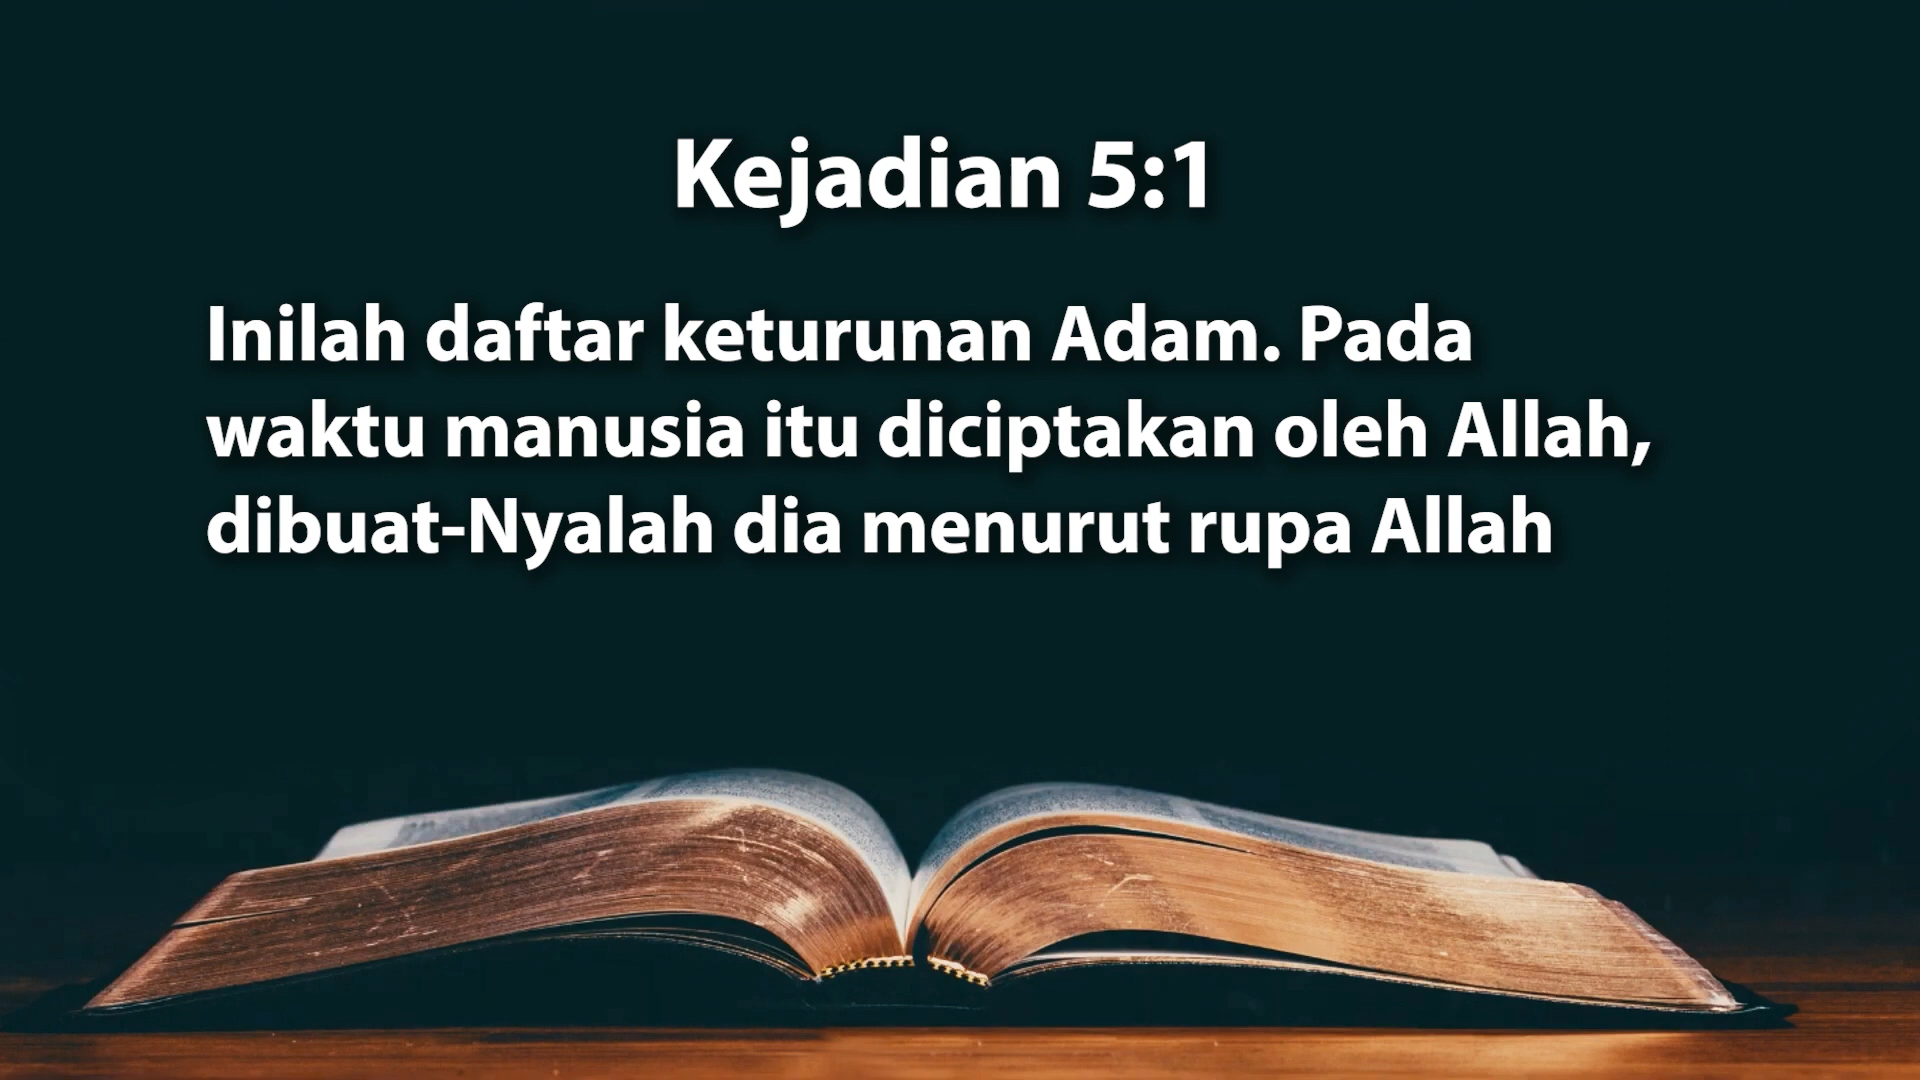 Kejadian 5:1
Inilah daftar keturunan Adam. Pada
waktu manusia itu diciptakan oleh Allah,
dibuat-Nyalah dia menurut rupa Allah